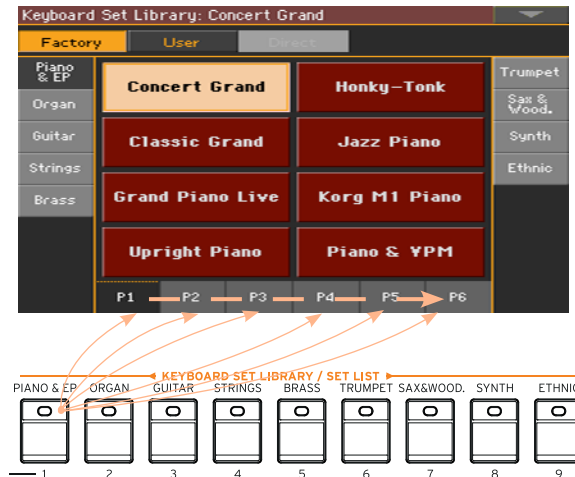 Keyboard Set Library: Concert Grand
Factory User Direct
Piano & EP
Organ
Guitar
Strings
Brass
Concert Grand
Honky-Tonk
Classic Grand
Jazz Piano
Grand Piano Live
Korg M1 Piano
Upright Piano
Piano & VPM
Trumpet
Sax & Wood.
Synth
Ethnic
P1 P2 P3 P4 P5 P6
KEYBOARD SET LIBRARY / SET LIST
PIANO & EP ORGAN GUITAR STRINGS BRASS TRUMPET SAX&WOOD. SYNTH ETHNIC
1 2 3 4 5 6 7 8 9